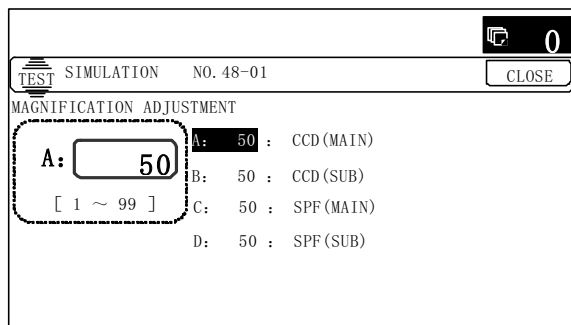 0
TEST SIMULATION NO. 48-01 CLOSE
MAGNIFICATION ADJUSTMENT
A: 50
[ 1 ~ 99 ]
A: 50 : CCD(MAIN)
B: 50 : CCD(SUB)
C: 50 : SPF(MAIN)
D: 50 : SPF(SUB)